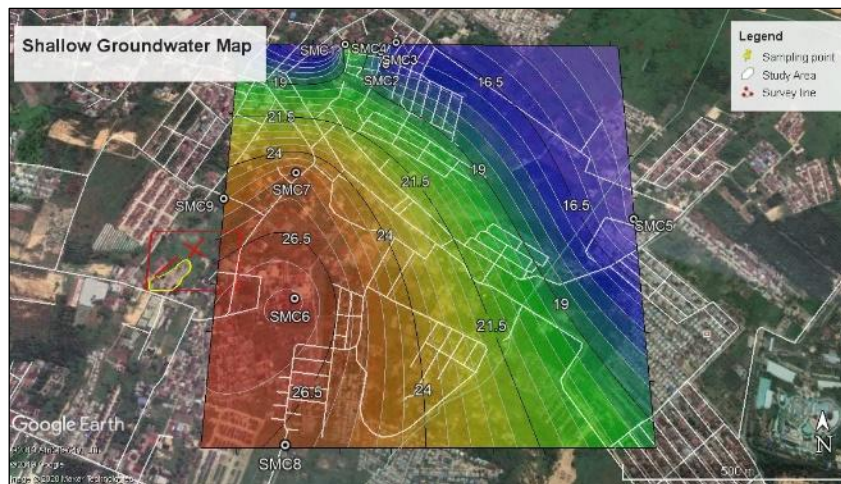 Shallow Groundwater Map
Legend
Sampling point
Study Area
Survey line
SMC1
SMC4
SMC3
SMC2
19
16.5
21.5
24
SMC7
21.5
19
SMC9
16.5
SMC5
24
26.5
SMC6
19
21.5
26.5
24
Google Earth
SMC8
500 m
N